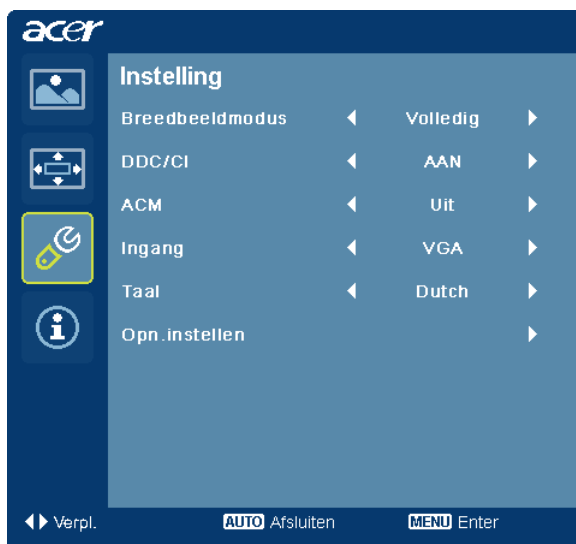 acer
Instelling
Breedbeeldmodus Volledig
DDC/CI AAN
ACM Uit
Ingang VGA
Taal Dutch
Opn.instellen
Verpl. AUTO Afsluiten MENU Enter